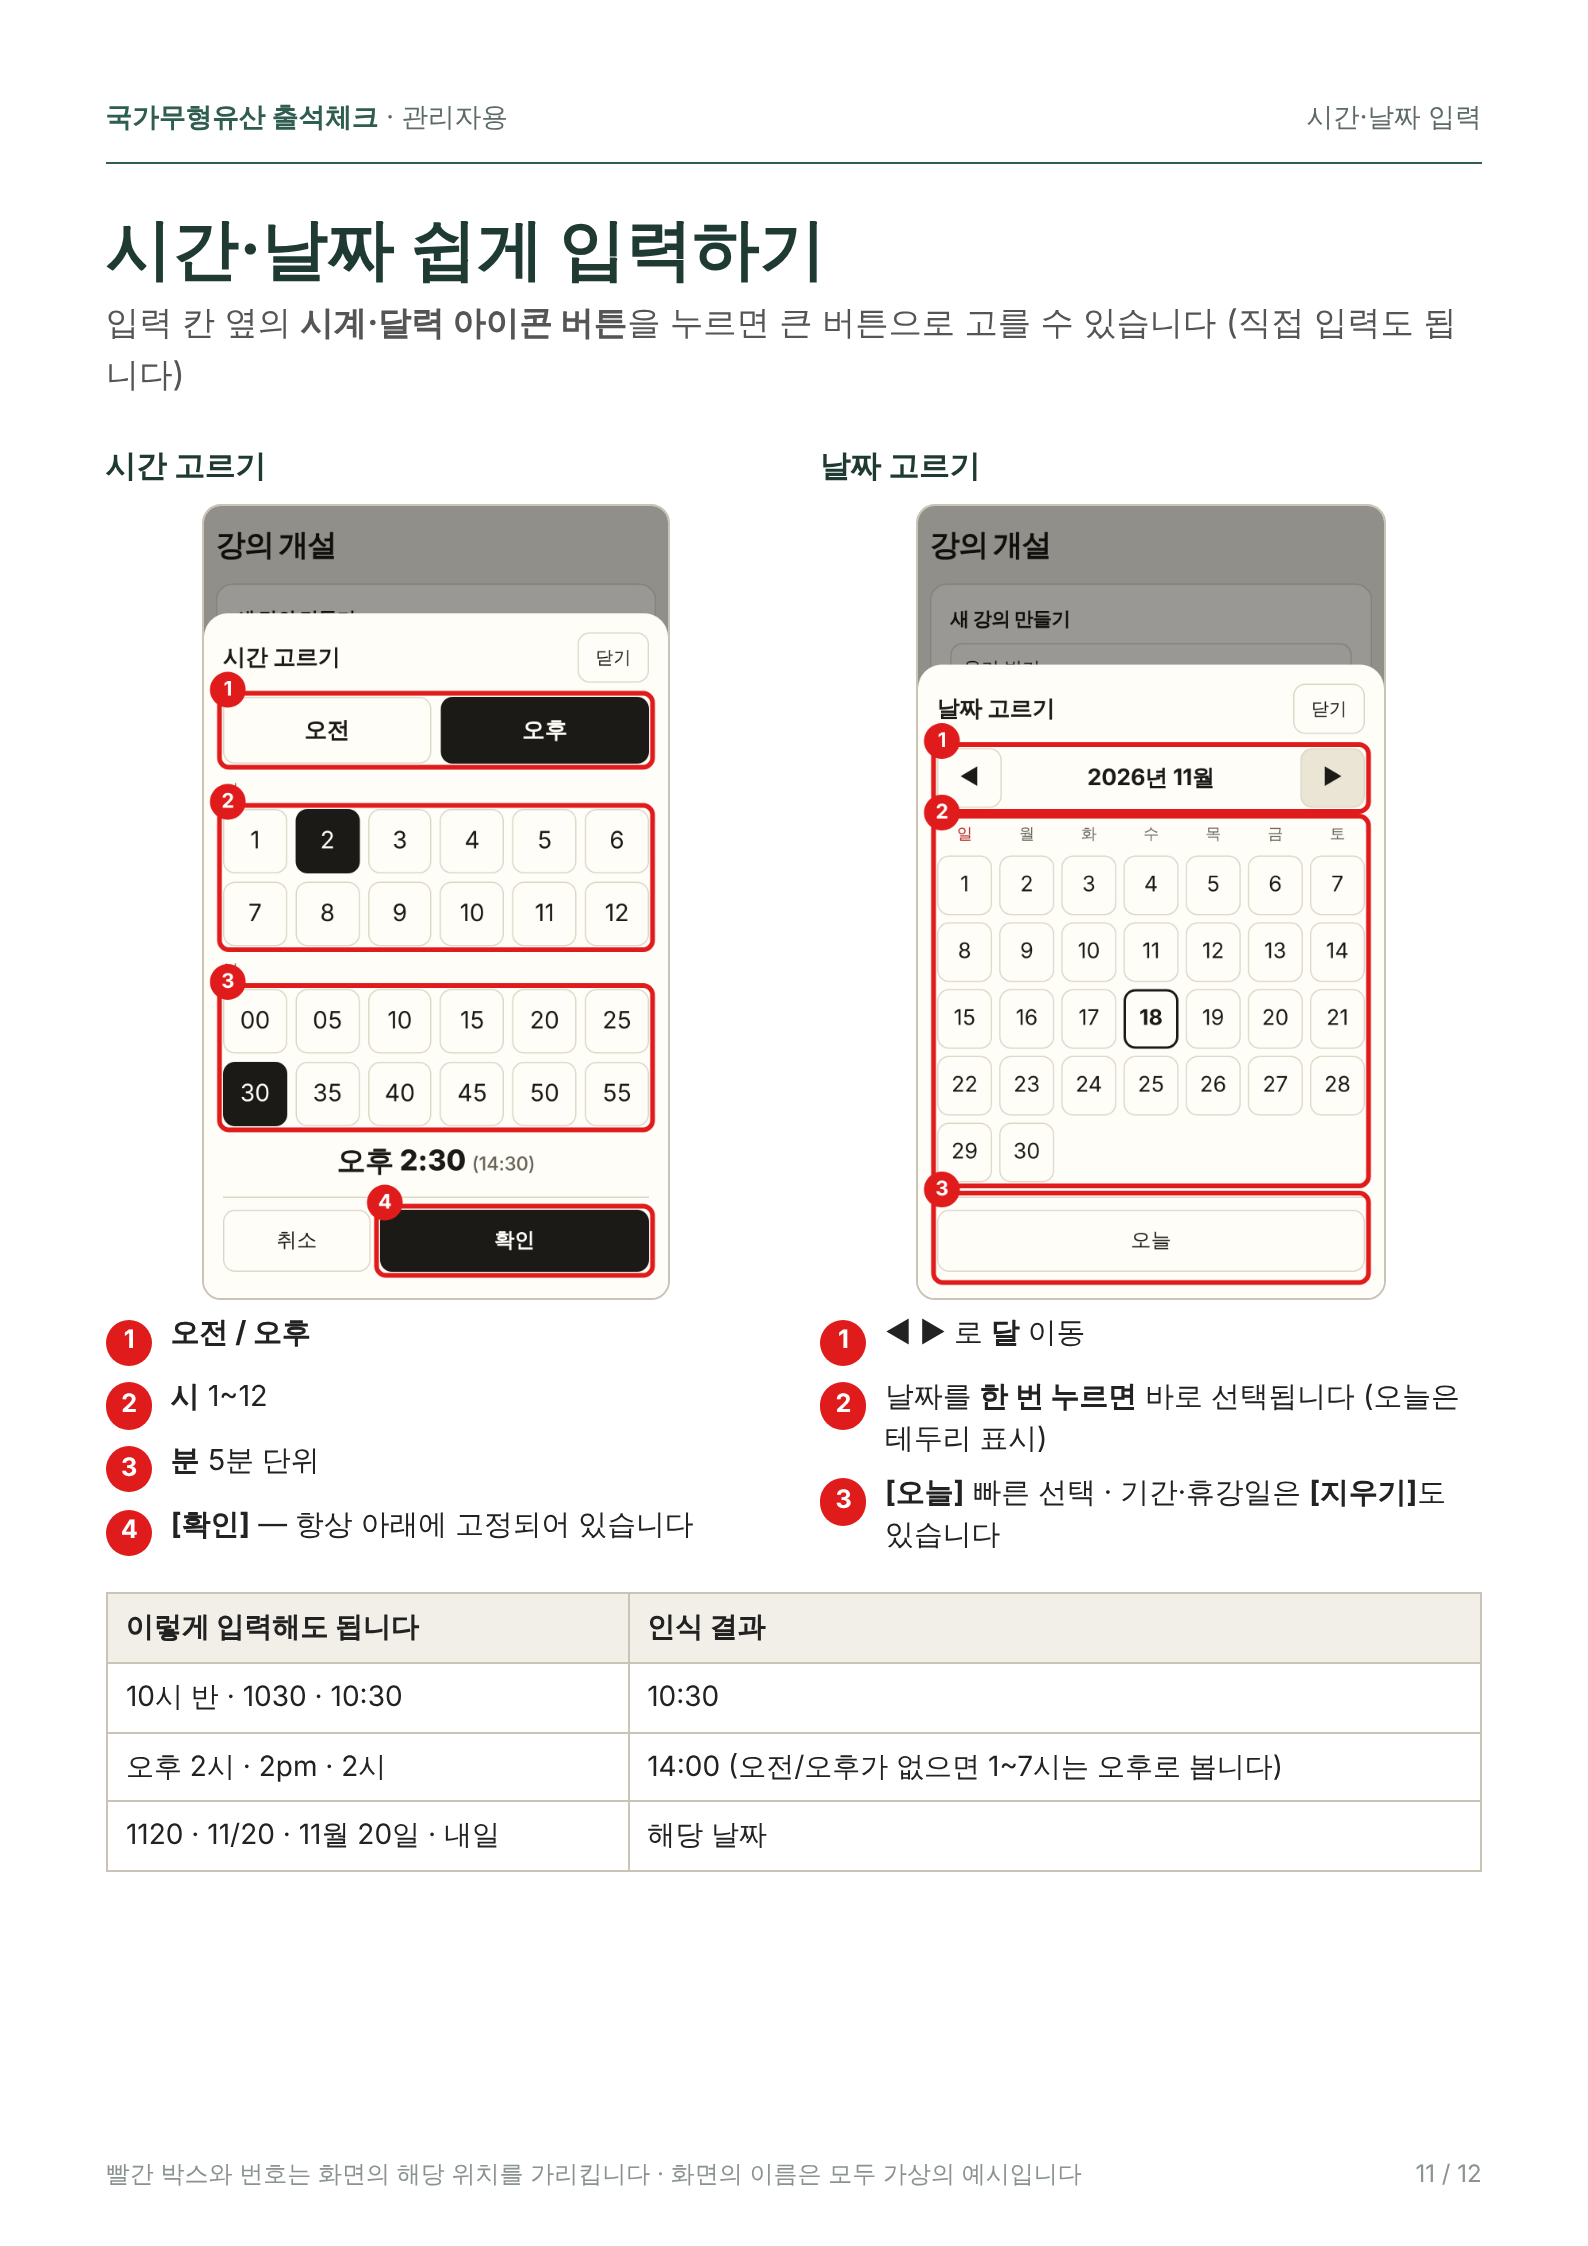 국가무형유산 출석체크 · 관리자용
시간·날짜 입력
시간·날짜 쉽게 입력하기
입력 칸 옆의 시계·달력 아이콘 버튼을 누르면 큰 버튼으로 고를 수 있습니다 (직접 입력도 됩
니다)
시간 고르기
강의 개설
시간 고르기
닫기
1
오전
오후
2
1 2 3 4 5 6
7 8 9 10 11 12
3
00 05 10 15 20 25
30 35 40 45 50 55
오후 2:30 (14:30)
4
취소
확인
1 오전 / 오후
2 시 1~12
3 분 5분 단위
4 [확인] — 항상 아래에 고정되어 있습니다
날짜 고르기
강의 개설
새 강의 만들기
날짜 고르기
닫기
1
◀ 2026년 11월 ▶
2
일 월 화 수 목 금 토
1 2 3 4 5 6 7
8 9 10 11 12 13 14
15 16 17 18 19 20 21
22 23 24 25 26 27 28
29 30
3
오늘
1 ◀ ▶ 로 달 이동
2 날짜를 한 번 누르면 바로 선택됩니다 (오늘은
테두리 표시)
3 [오늘] 빠른 선택 · 기간·휴강일은 [지우기]도
있습니다
이렇게 입력해도 됩니다
인식 결과
10시 반 · 1030 · 10:30
10:30
오후 2시 · 2pm · 2시
14:00 (오전/오후가 없으면 1~7시는 오후로 봅니다)
1120 · 11/20 · 11월 20일 · 내일
해당 날짜
빨간 박스와 번호는 화면의 해당 위치를 가리킵니다 · 화면의 이름은 모두 가상의 예시입니다
11 / 12